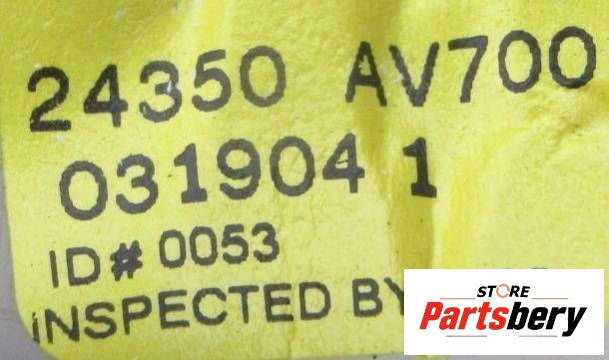 24350 AV700
031904 1
ID# 0053
INSPECTED BY
STORE
Partsbery